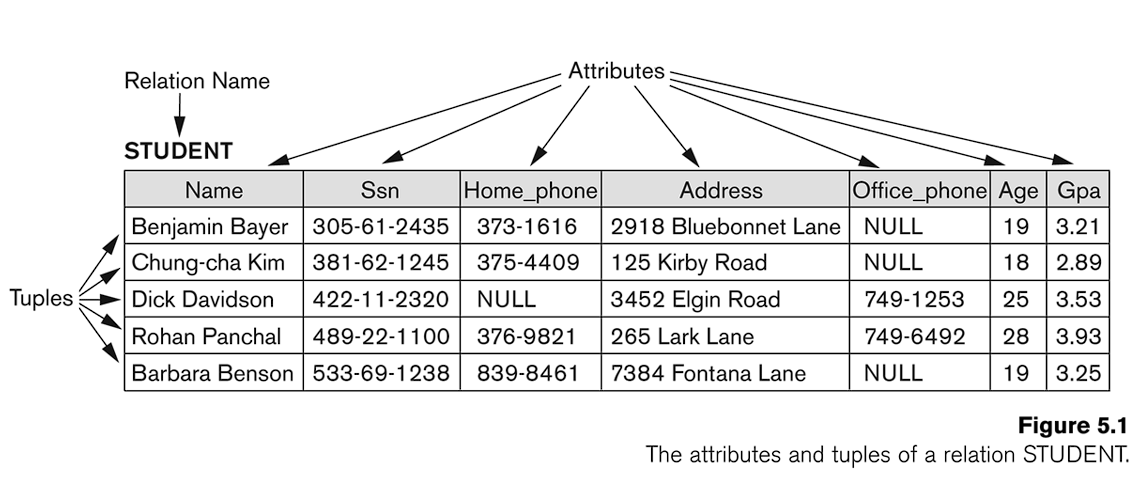 Attributes
Relation Name
STUDENT
Name Ssn Home_phone Address Office_phone Age Gpa
Benjamin Bayer 305-61-2435 373-1616 2918 Bluebonnet Lane NULL 19 3.21
Chung-cha Kim 381-62-1245 375-4409 125 Kirby Road NULL 18 2.89
Tuples Dick Davidson 422-11-2320 NULL 3452 Elgin Road 749-1253 25 3.53
Rohan Panchal 489-22-1100 376-9821 265 Lark Lane 749-6492 28 3.93
Barbara Benson 533-69-1238 839-8461 7384 Fontana Lane NULL 19 3.25
Figure 5.1
The attributes and tuples of a relation STUDENT.